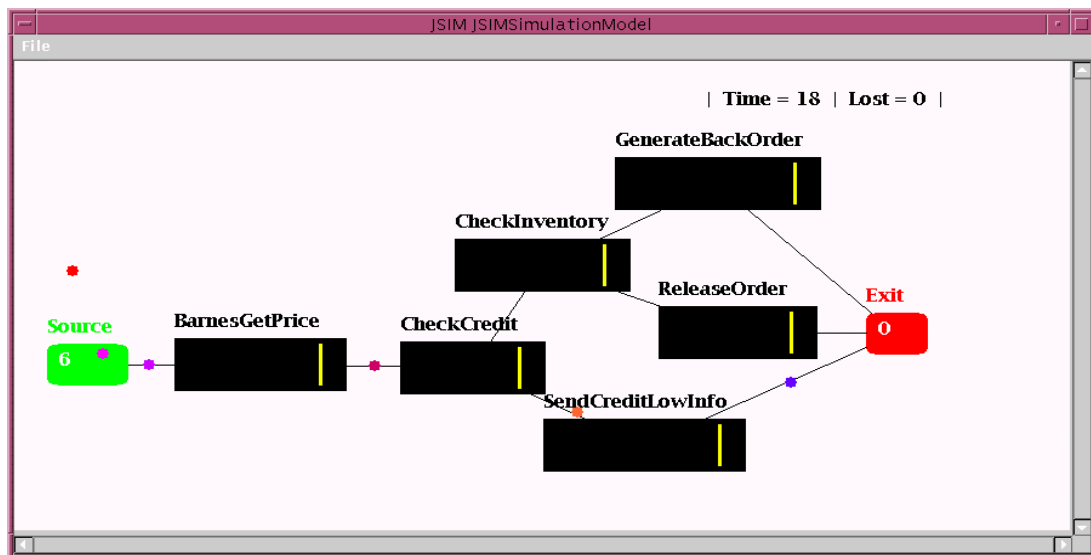 JSIM JSIMSimulationModel
File
| Time = 18 | Lost = 0 |
GenerateBackOrder
CheckInventory
ReleaseOrder
Exit
0
Source
6
BarnesGetPrice
CheckCredit
SendCreditLowInfo